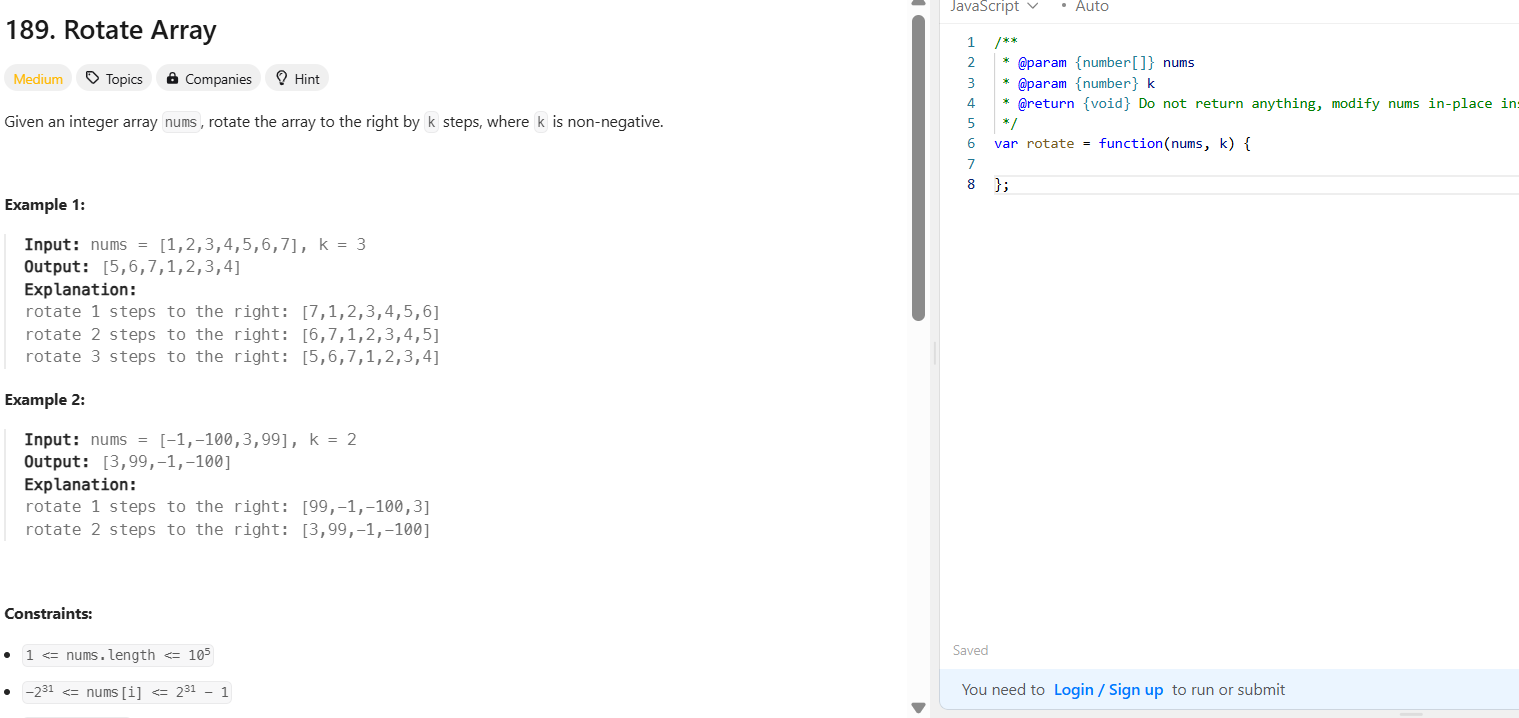 189. Rotate Array
Medium Topics Companies Hint
Given an integer array nums, rotate the array to the right by k steps, where k is non-negative.
Example 1:
Input: nums = [1,2,3,4,5,6,7], k = 3
Output: [5,6,7,1,2,3,4]
Explanation:
rotate 1 steps to the right: [7,1,2,3,4,5,6]
rotate 2 steps to the right: [6,7,1,2,3,4,5]
rotate 3 steps to the right: [5,6,7,1,2,3,4]
Example 2:
Input: nums = [-1,-100,3,99], k = 2
Output: [3,99,-1,-100]
Explanation:
rotate 1 steps to the right: [99,-1,-100,3]
rotate 2 steps to the right: [3,99,-1,-100]
Constraints:
• 1 <= nums.length <= 10⁵
• -2³¹ <= nums[i] <= 2³¹ - 1
JavaScript • Auto
1 /**
2 * @param {number[]} nums
3 * @param {number} k
4 * @return {void} Do not return anything, modify nums in-place ins
5 */
6 var rotate = function(nums, k) {
7
8 };
Saved
You need to Login / Sign up to run or submit